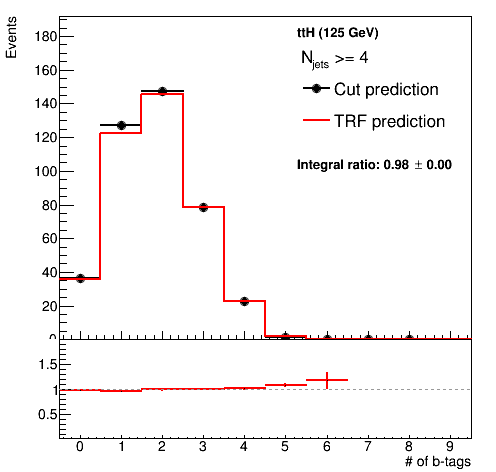 Events
180
160
140
120
100
80
60
40
20
0
ttH (125 GeV)
Njets >= 4
Cut prediction
TRF prediction
Integral ratio: 0.98 ± 0.00
1.5
1
0.5
0 1 2 3 4 5 6 7 8 9
# of b-tags